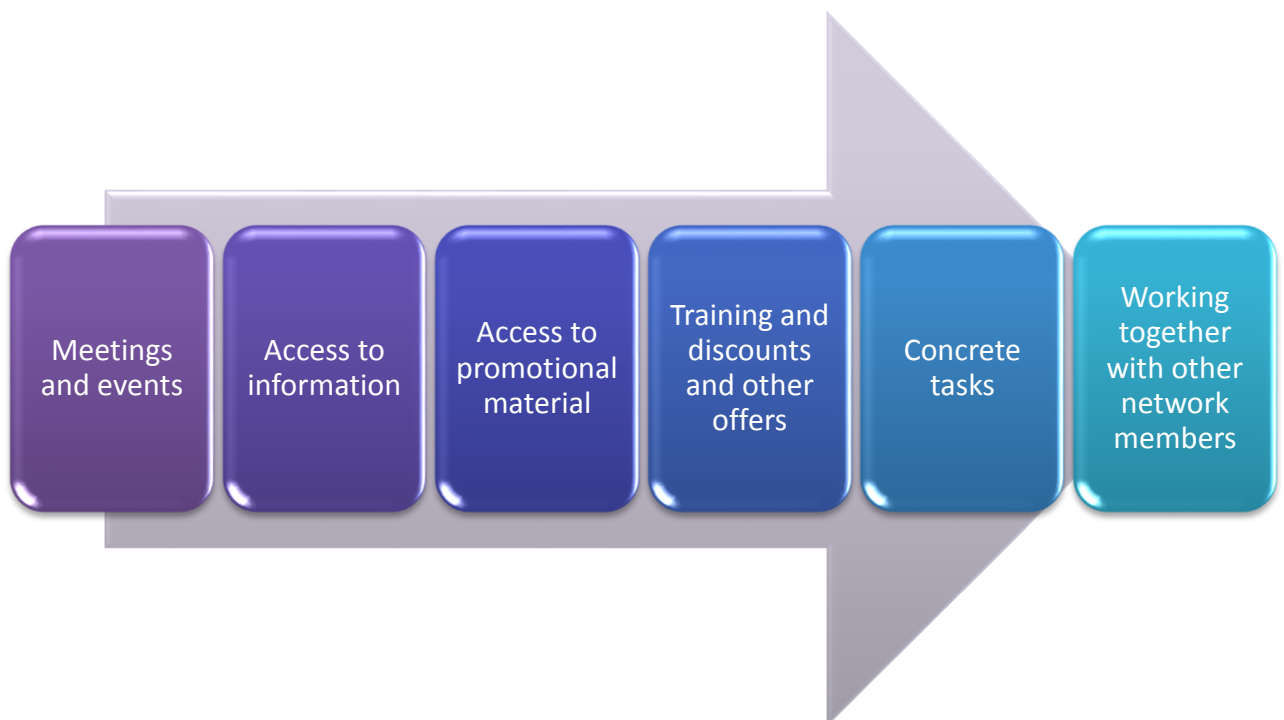 Meetings
and events
Access to
information
Access to
promotional
material
Training and
discounts
and other
offers
Concrete
tasks
Working
together
with other
network
members